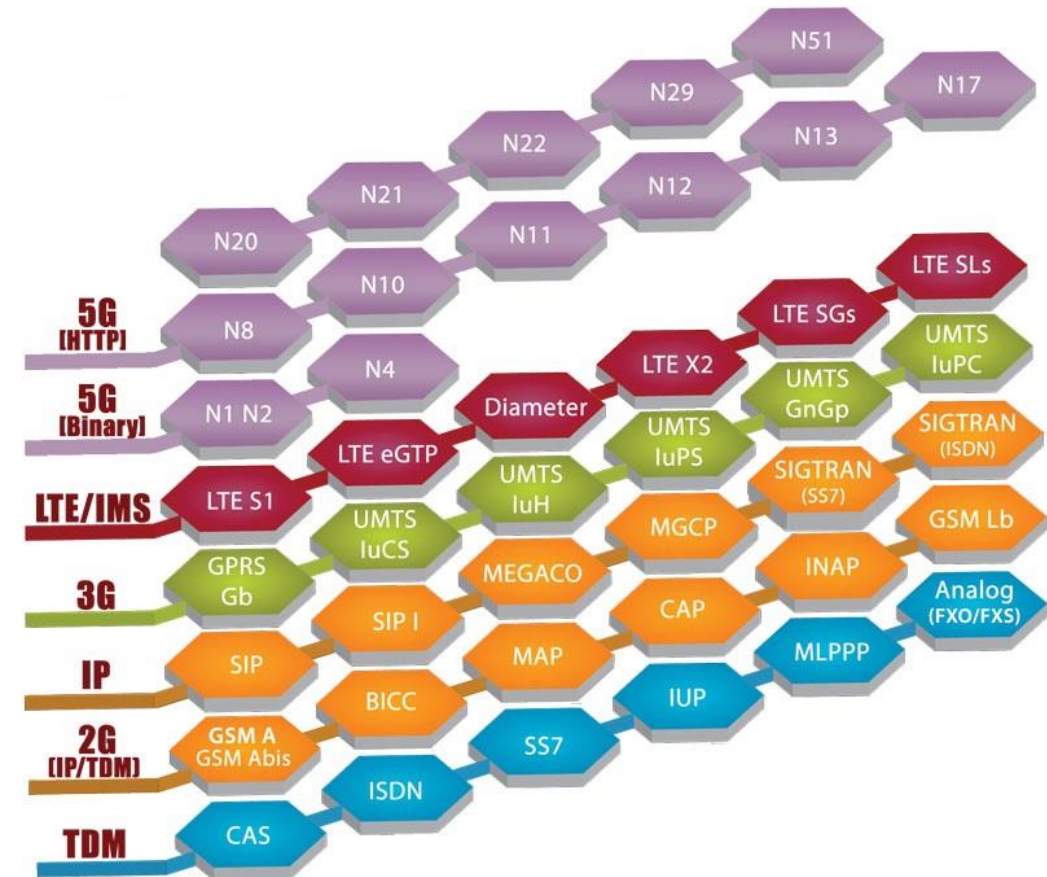 N20
N21
N22
N29
N51
5G
[HTTP]
N8
N10
N11
N12
N13
N17
5G
[Binary]
N1 N2
N4
LTE/IMS
LTE S1
LTE eGTP
Diameter
LTE X2
LTE SGs
LTE SLs
3G
GPRS
Gb
UMTS
IuCS
UMTS
IuH
UMTS
IuPS
UMTS
GnGp
UMTS
IuPC
IP
SIP
SIP I
MEGACO
MGCP
SIGTRAN
(SS7)
SIGTRAN
(ISDN)
2G
(IP/TDM)
GSM A
GSM Abis
BICC
MAP
CAP
INAP
GSM Lb
TDM
CAS
ISDN
SS7
IUP
MLPPP
Analog
(FXO/FXS)